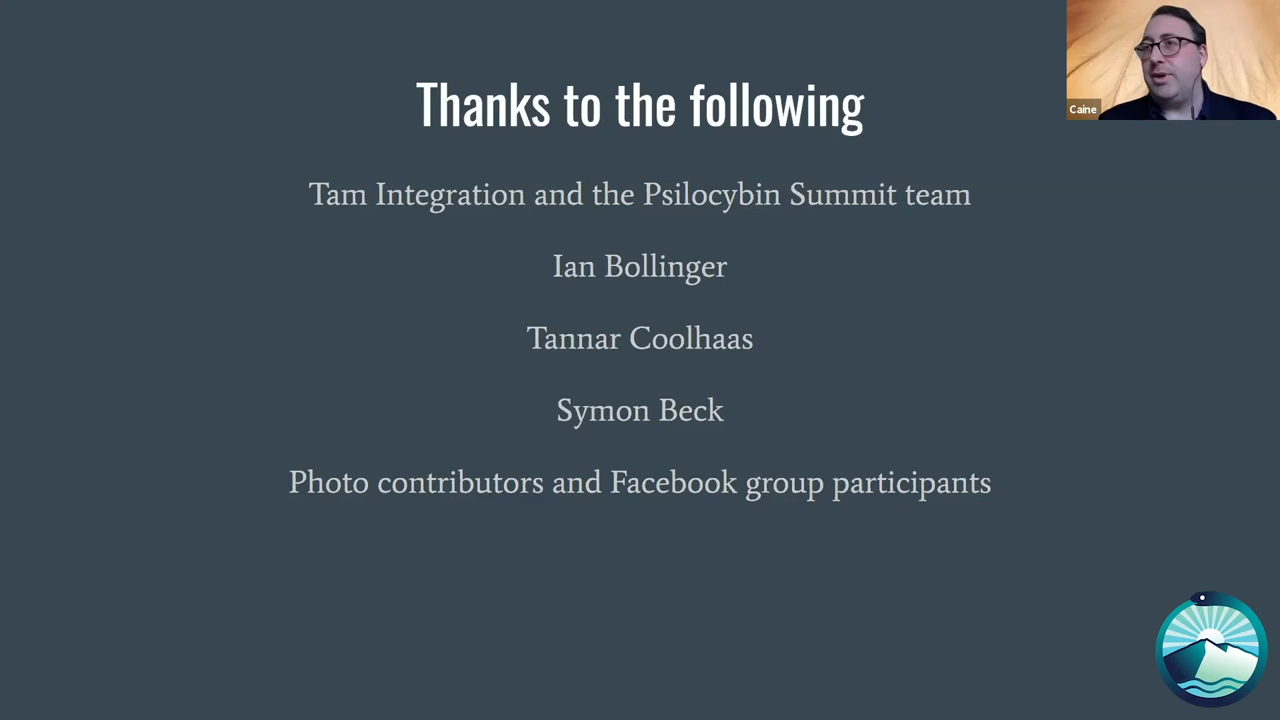 Thanks to the following
Caine
Tam Integration and the Psilocybin Summit team
Ian Bollinger
Tannar Coolhaas
Symon Beck
Photo contributors and Facebook group participants